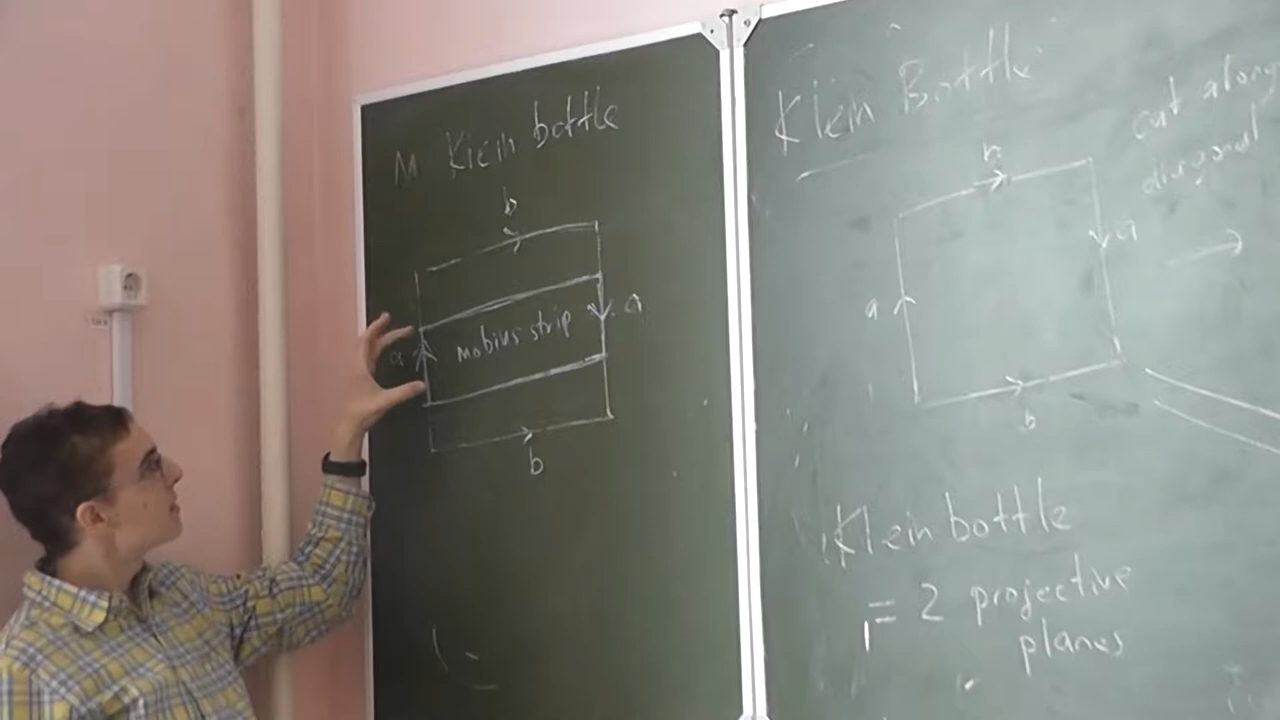 M Klein bottle
b
a
mobius strip
a
b
Klein Bottle
cut along
diagonal
a
a
b
Klein bottle
= 2 projective
planes